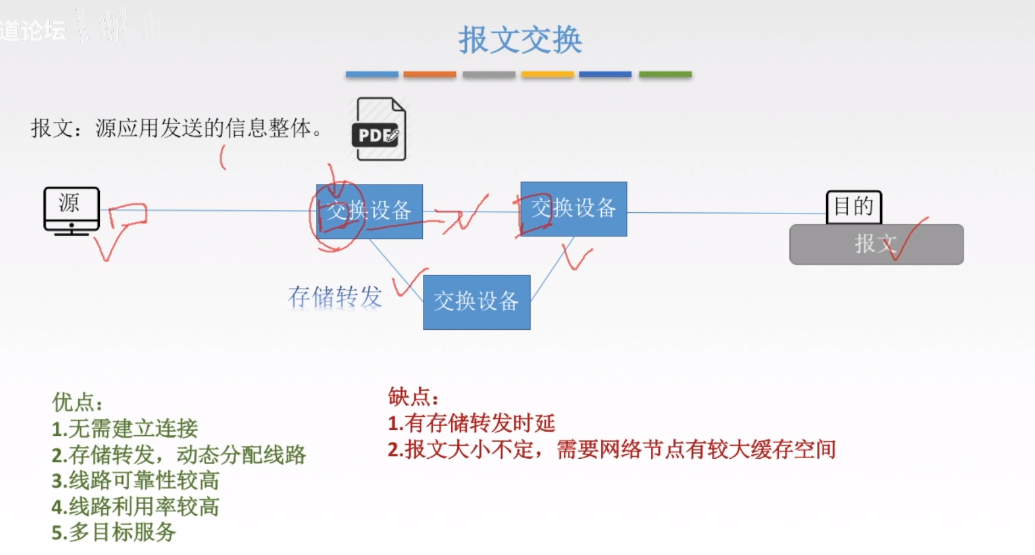 道论坛
报文交换
报文：源应用发送的信息整体。
PDF
源
交换设备
交换设备
目的
报文
存储转发
交换设备
优点：
1.无需建立连接
2.存储转发，动态分配线路
3.线路可靠性较高
4.线路利用率较高
5.多目标服务
缺点：
1.有存储转发时延
2.报文大小不定，需要网络节点有较大缓存空间